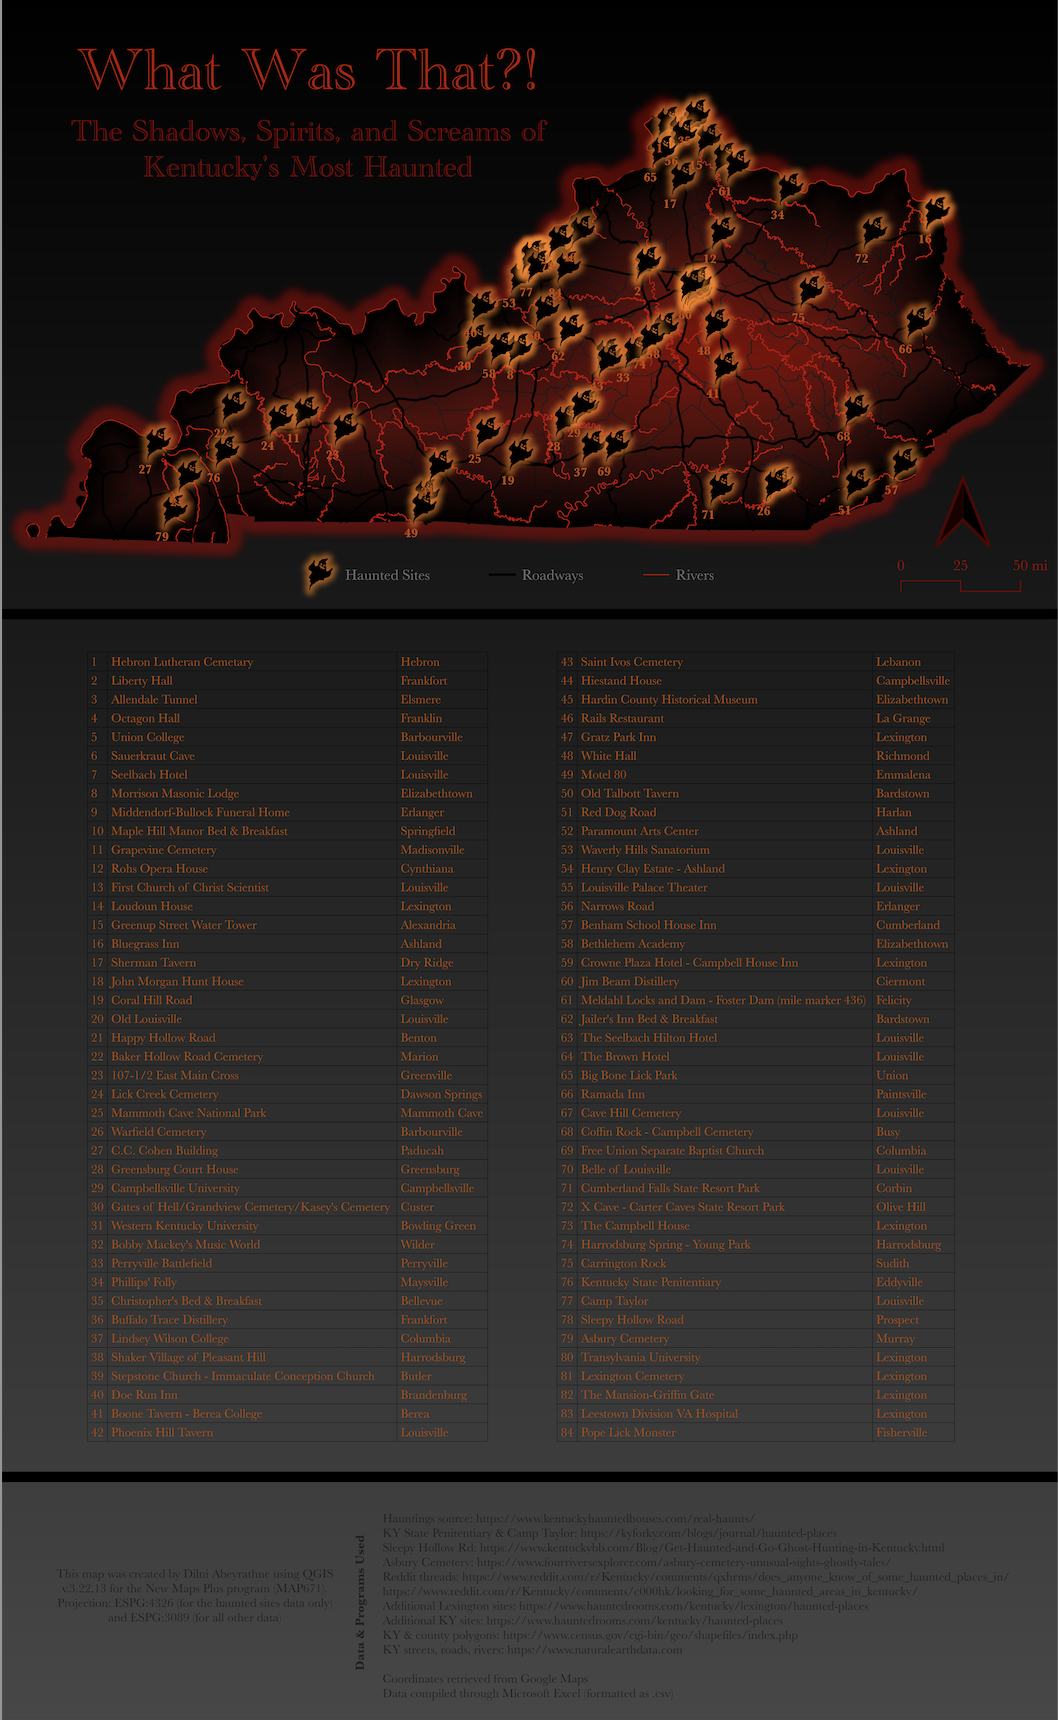 What Was That?!
The Shadows, Spirits, and Screams of
Kentucky's Most Haunted
65
17
61
34
16
72
12
2
53
77
75
30
58
8
62
33
74
48
41
66
22
24
11
23
27
76
79
25
19
28
29
37
69
49
68
71
26
51
57
Haunted Sites
Roadways
Rivers
0 25 50 mi
1 Hebron Lutheran Cemetary Hebron
2 Liberty Hall Frankfort
3 Allendale Tunnel Elsmere
4 Octagon Hall Franklin
5 Union College Barbourville
6 Sauerkraut Cave Louisville
7 Seelbach Hotel Louisville
8 Morrison Masonic Lodge Elizabethtown
9 Middendorf-Bullock Funeral Home Erlanger
10 Maple Hill Manor Bed & Breakfast Springfield
11 Grapevine Cemetery Madisonville
12 Rohs Opera House Cynthiana
13 First Church of Christ Scientist Louisville
14 Loudoun House Lexington
15 Greenup Street Water Tower Alexandria
16 Bluegrass Inn Ashland
17 Sherman Tavern Dry Ridge
18 John Morgan Hunt House Lexington
19 Coral Hill Road Glasgow
20 Old Louisville Louisville
21 Happy Hollow Road Benton
22 Baker Hollow Road Cemetery Marion
23 107-1/2 East Main Cross Greenville
24 Lick Creek Cemetery Dawson Springs
25 Mammoth Cave National Park Mammoth Cave
26 Warfield Cemetery Barbourville
27 C.C. Cohen Building Paducah
28 Greensburg Court House Greensburg
29 Campbellsville University Campbellsville
30 Gates of Hell/Grandview Cemetery/Kasey's Cemetery Custer
31 Western Kentucky University Bowling Green
32 Bobby Mackey's Music World Wilder
33 Perryville Battlefield Perryville
34 Phillips' Folly Maysville
35 Christopher's Bed & Breakfast Bellevue
36 Buffalo Trace Distillery Frankfort
37 Lindsey Wilson College Columbia
38 Shaker Village of Pleasant Hill Harrodsburg
39 Stepstone Church - Immaculate Conception Church Butler
40 Doe Run Inn Brandenburg
41 Boone Tavern - Berea College Berea
42 Phoenix Hill Tavern Louisville
43 Saint Ivos Cemetery Lebanon
44 Hiestand House Campbellsville
45 Hardin County Historical Museum Elizabethtown
46 Rails Restaurant La Grange
47 Gratz Park Inn Lexington
48 White Hall Richmond
49 Motel 80 Emmalena
50 Old Talbott Tavern Bardstown
51 Red Dog Road Harlan
52 Paramount Arts Center Ashland
53 Waverly Hills Sanatorium Louisville
54 Henry Clay Estate - Ashland Lexington
55 Louisville Palace Theater Louisville
56 Narrows Road Erlanger
57 Benham School House Inn Cumberland
58 Bethlehem Academy Elizabethtown
59 Crowne Plaza Hotel - Campbell House Inn Lexington
60 Jim Beam Distillery Clermont
61 Meldahl Locks and Dam - Foster Dam (mile marker 436) Felicity
62 Jailer's Inn Bed & Breakfast Bardstown
63 The Seelbach Hilton Hotel Louisville
64 The Brown Hotel Louisville
65 Big Bone Lick Park Union
66 Ramada Inn Paintsville
67 Cave Hill Cemetery Louisville
68 Coffin Rock - Campbell Cemetery Busy
69 Free Union Separate Baptist Church Columbia
70 Belle of Louisville Louisville
71 Cumberland Falls State Resort Park Corbin
72 X Cave - Carter Caves State Resort Park Olive Hill
73 The Campbell House Lexington
74 Harrodsburg Spring - Young Park Harrodsburg
75 Carrington Rock Sudith
76 Kentucky State Penitentiary Eddyville
77 Camp Taylor Louisville
78 Sleepy Hollow Road Prospect
79 Asbury Cemetery Murray
80 Transylvania University Lexington
81 Lexington Cemetery Lexington
82 The Mansion-Griffin Gate Lexington
83 Leestown Division VA Hospital Lexington
84 Pope Lick Monster Fisherville
This map was created by Dilni Abeyrathne using QGIS
v.3.22.13 for the New Maps Plus program (MAP671).
Projection: ESPG:4326 (for the haunted sites data only)
and ESPG:3089 (for all other data)
Data & Programs Used
Hauntings source: https://www.kentuckyhauntedhouses.com/real-haunts/
KY State Penitentiary & Camp Taylor: https://kyforky.com/blogs/journal/haunted-places
Sleepy Hollow Rd: https://www.kentuckybb.com/Blog/Get-Haunted-and-Go-Ghost-Hunting-in-Kentucky.html
Asbury Cemetery: https://www.fourriversexplorer.com/asbury-cemetery-unusual-sights-ghostly-tales/
Reddit threads: https://www.reddit.com/r/Kentucky/comments/qxhrms/does_anyone_know_of_some_haunted_places_in/
https://www.reddit.com/r/Kentucky/comments/c000hk/looking_for_some_haunted_areas_in_kentucky/
Additional Lexington sites: https://www.hauntedrooms.com/kentucky/lexington/haunted-places
Additional KY sites: https://www.hauntedrooms.com/kentucky/haunted-places
KY & county polygons: https://www.census.gov/cgi-bin/geo/shapefiles/index.php
KY streets, roads, rivers: https://www.naturalearthdata.com
Coordinates retrieved from Google Maps
Data compiled through Microsoft Excel (formatted as .csv)